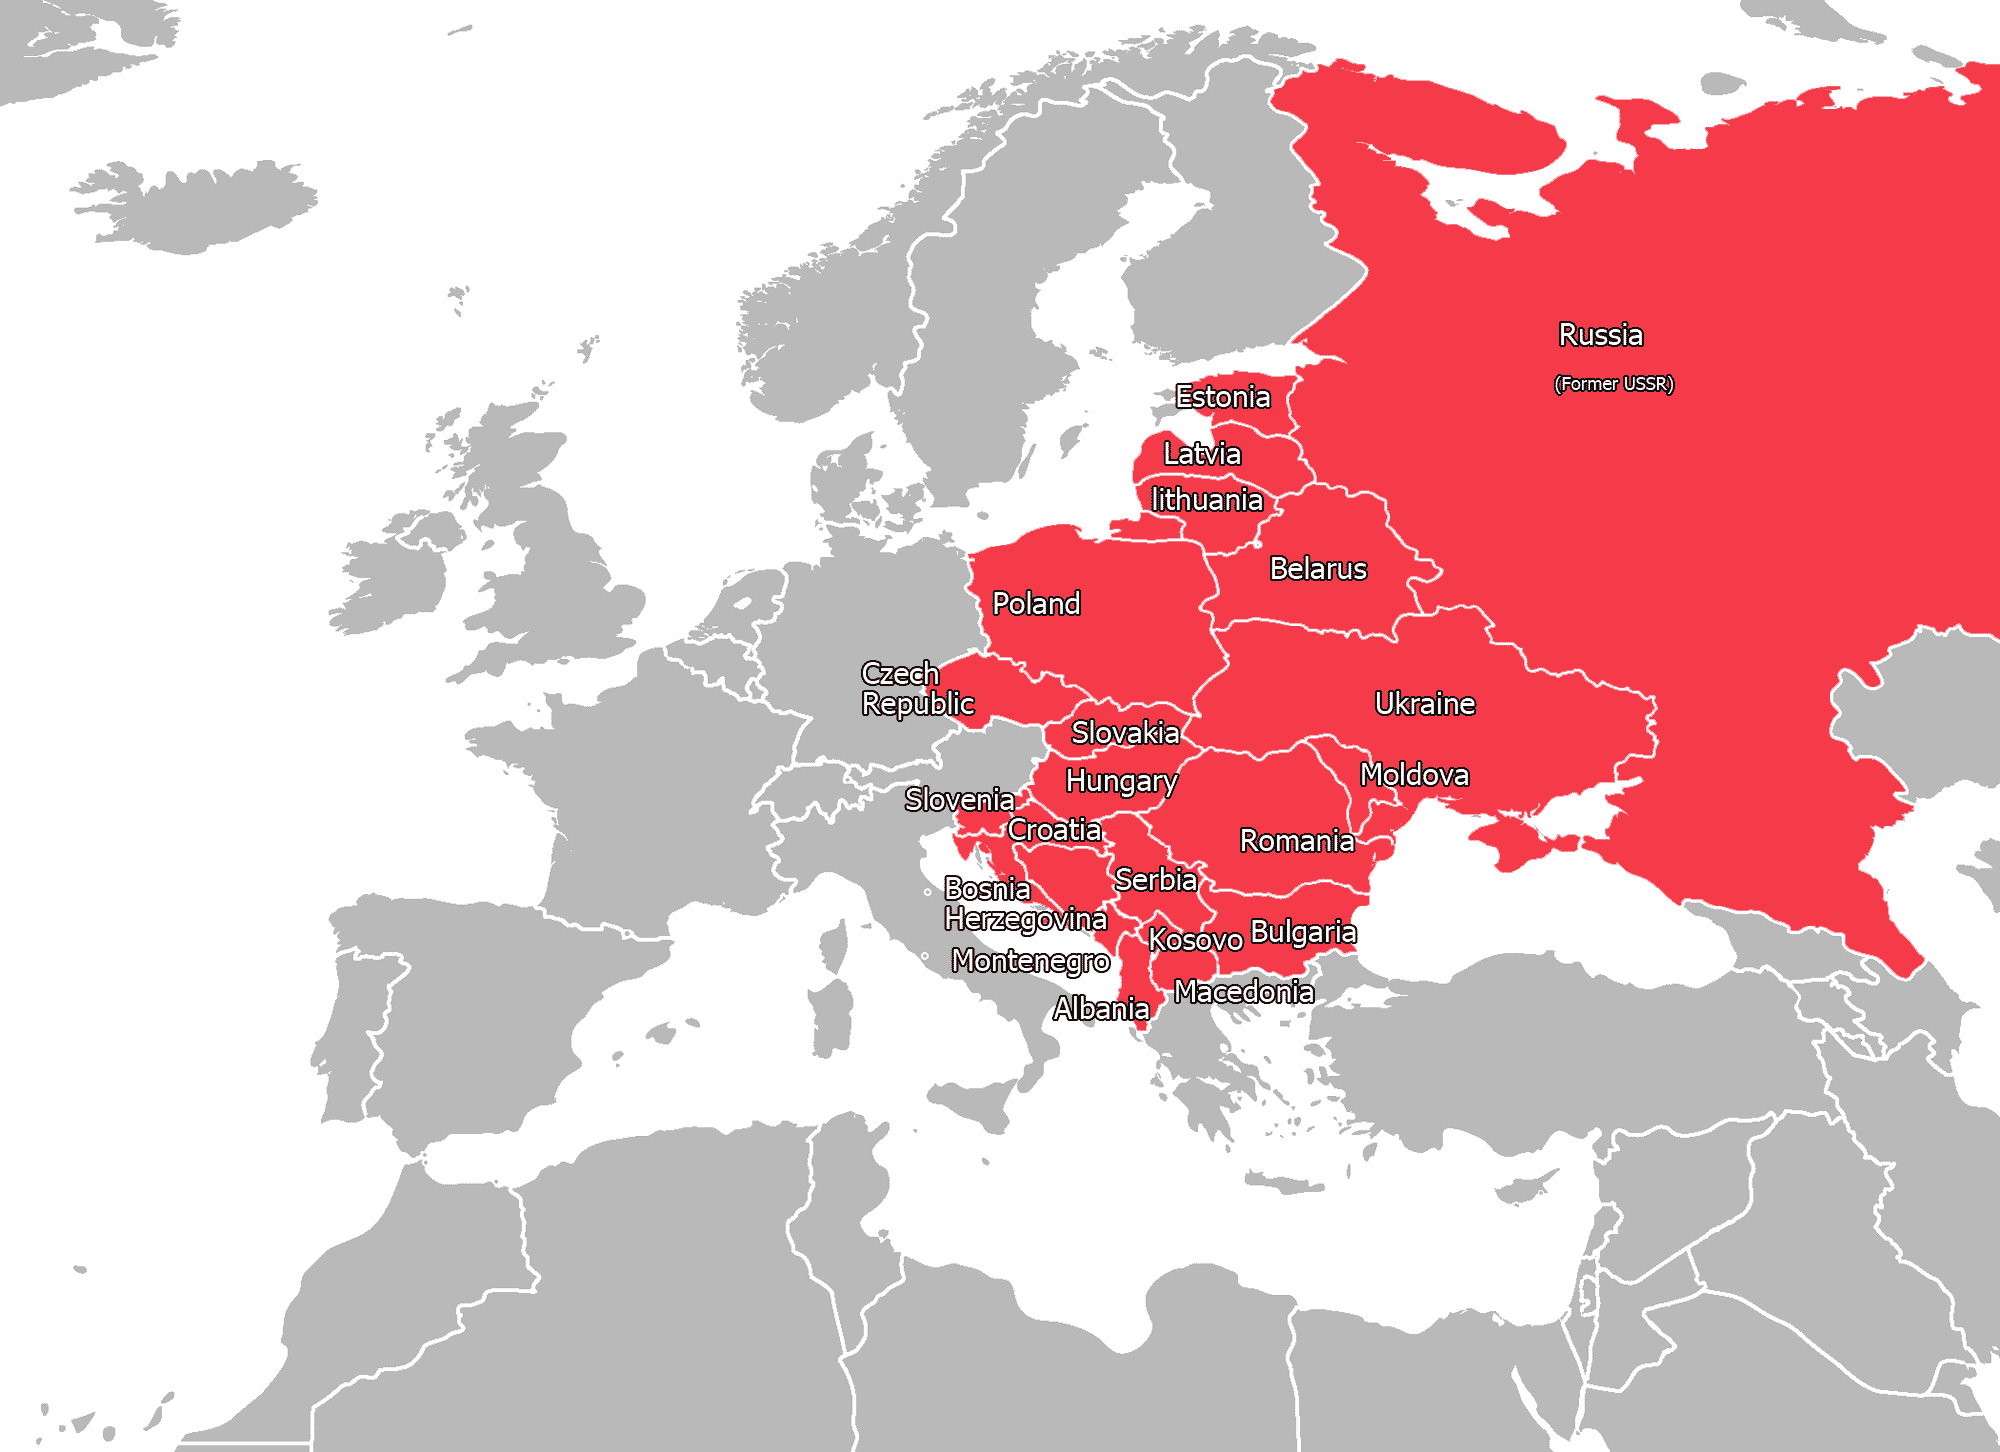 Russia
(Former USSR)
Estonia
Latvia
lithuania
Belarus
Poland
Czech
Republic
Ukraine
Slovakia
Moldova
Hungary
Slovenia
Croatia
Romania
Serbia
Bosnia
Herzegovina
Bulgaria
Kosovo
Montenegro
Macedonia
Albania